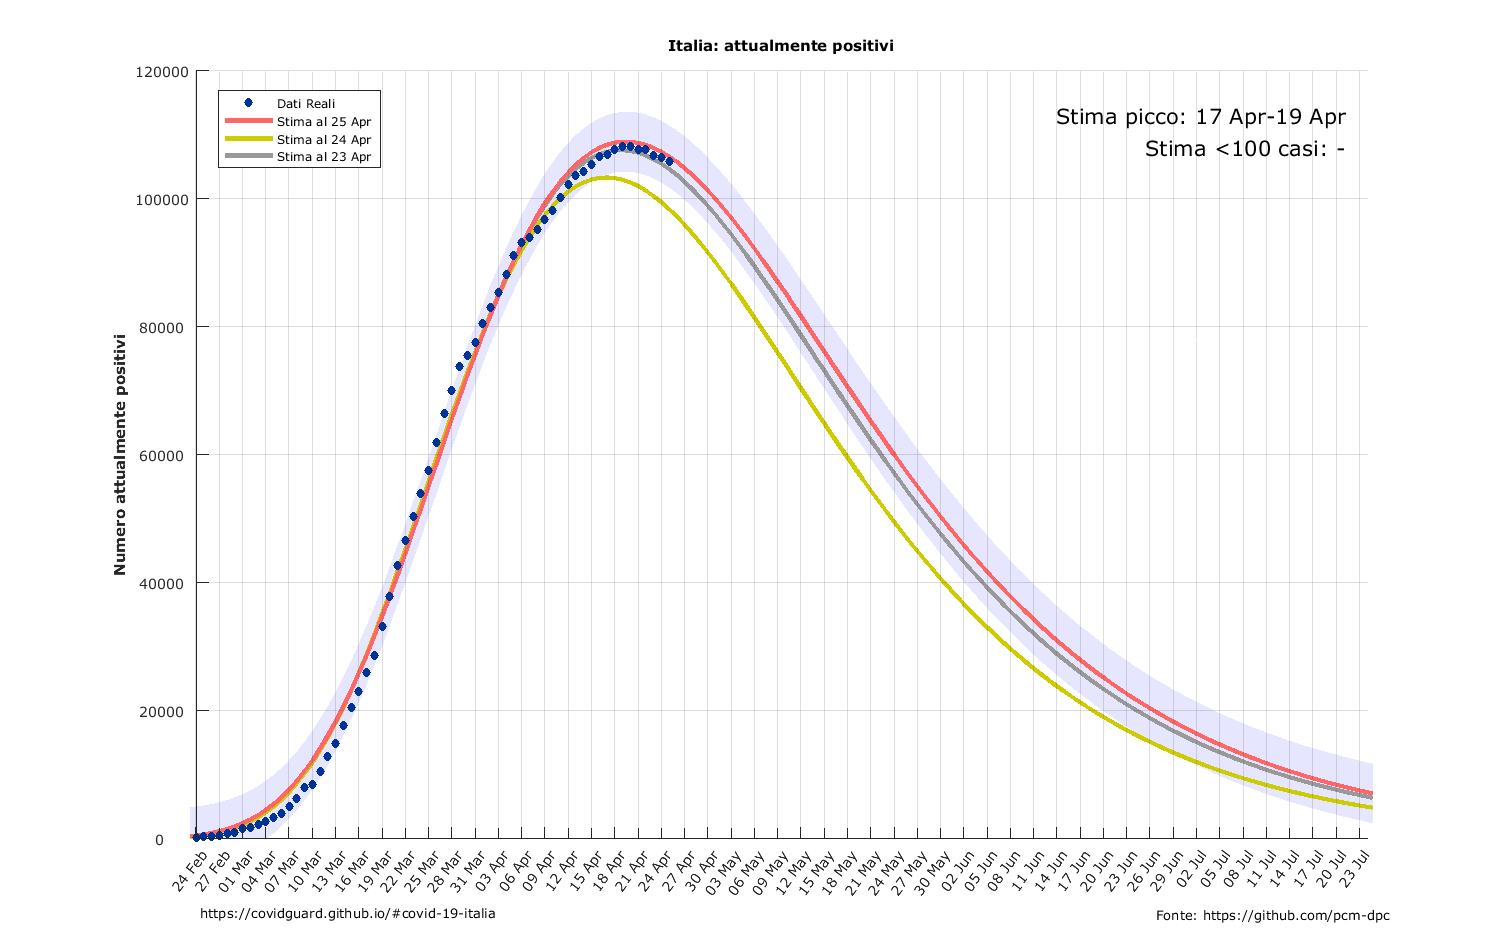 Italia: attualmente positivi
120000
100000
80000
60000
40000
20000
0
Numero attualmente positivi
Dati Reali
Stima al 25 Apr
Stima al 24 Apr
Stima al 23 Apr
Stima picco: 17 Apr-19 Apr
Stima <100 casi: -
24 Feb
27 Feb
01 Mar
04 Mar
07 Mar
10 Mar
13 Mar
16 Mar
19 Mar
22 Mar
25 Mar
28 Mar
31 Mar
03 Apr
06 Apr
09 Apr
12 Apr
15 Apr
18 Apr
21 Apr
24 Apr
27 Apr
30 Apr
03 May
06 May
09 May
12 May
15 May
18 May
21 May
24 May
27 May
30 May
02 Jun
05 Jun
08 Jun
11 Jun
14 Jun
17 Jun
20 Jun
23 Jun
26 Jun
29 Jun
02 Jul
05 Jul
08 Jul
11 Jul
14 Jul
17 Jul
20 Jul
23 Jul
https://covidguard.github.io/#covid-19-italia
Fonte: https://github.com/pcm-dpc